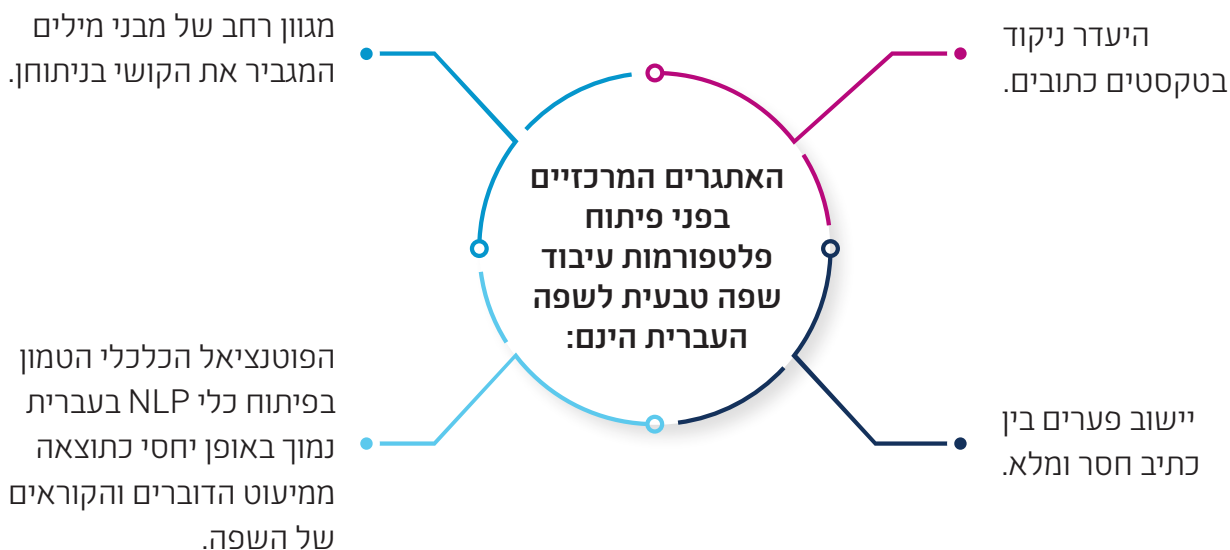 האתגרים המרכזיים
בפני פיתוח
פלטפורמות עיבוד
שפה טבעית לשפה
העברית הינם:
היעדר ניקוד
בטקסטים כתובים.
יישוב פערים בין
כתיב חסר ומלא.
מגוון רחב של מבני מילים
המגביר את הקושי בניתוחן.
הפוטנציאל הכלכלי הטמון
בפיתוח כלי NLP בעברית
נמוך באופן יחסי כתוצאה
ממיעוט הדוברים והקוראים
של השפה.